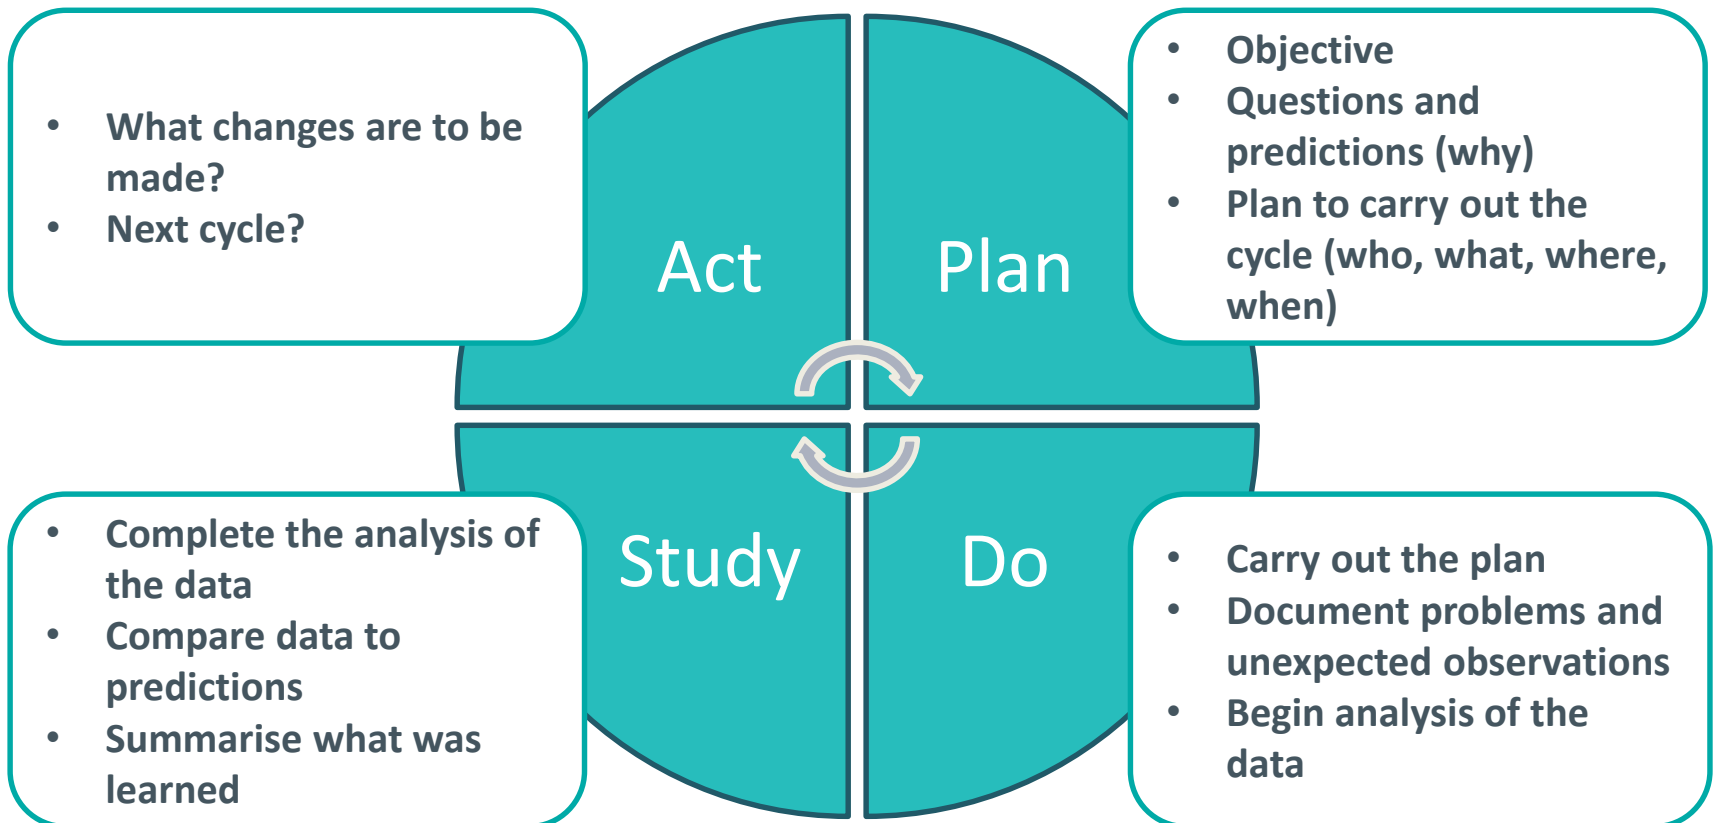 • What changes are to be
made?
• Next cycle?
Act
Plan
• Objective
• Questions and
predictions (why)
• Plan to carry out the
cycle (who, what, where,
when)
• Complete the analysis of
the data
• Compare data to
predictions
• Summarise what was
learned
Study
Do
• Carry out the plan
• Document problems and
unexpected observations
• Begin analysis of the
data